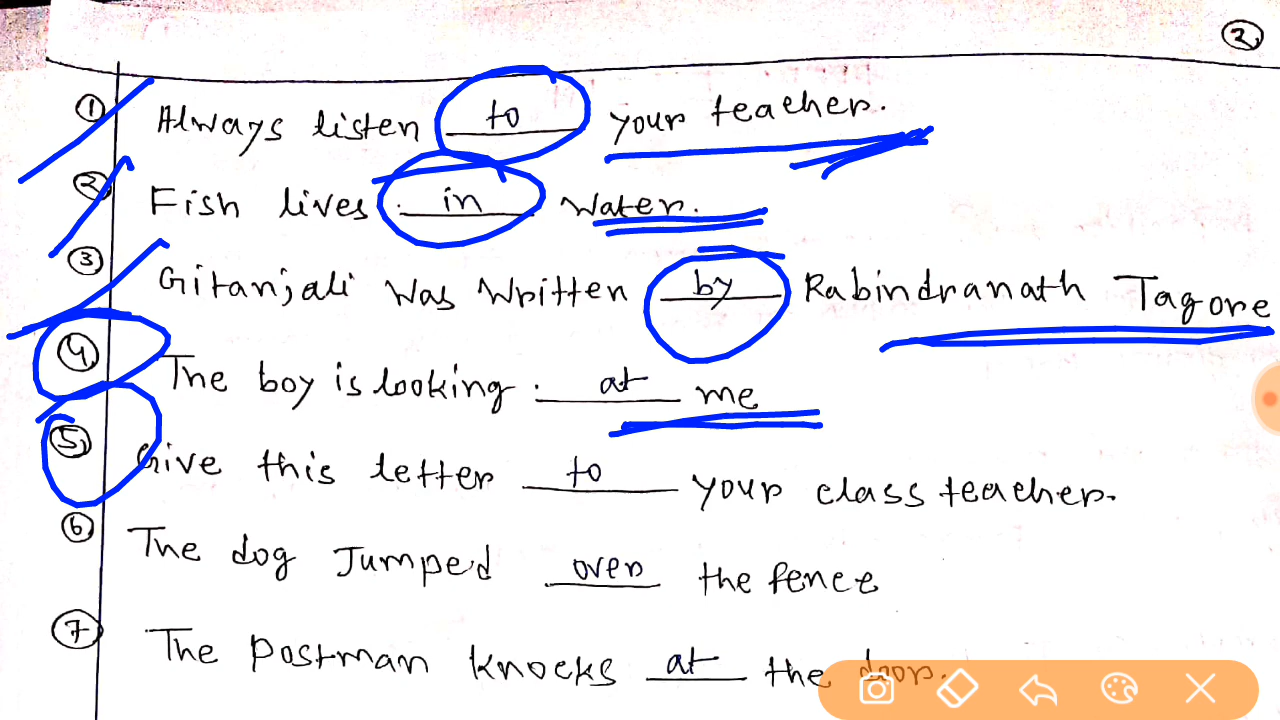 2
① Always listen to your teacher.
② Fish lives in water.
③ Gitanjali was written by Rabindranath Tagore
④ The boy is looking at me
⑤ Give this letter to your class teacher.
⑥ The dog Jumped over the fence
⑦ The Postman knocks at the door.